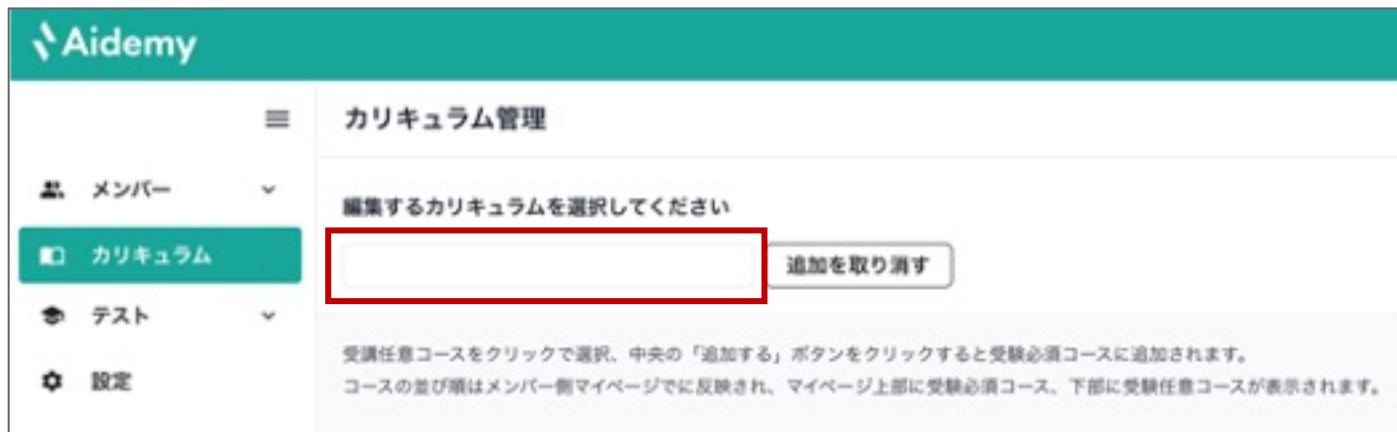 Aidemy
カリキュラム管理
メンバー
編集するカリキュラムを選択してください
カリキュラム
追加を取り消す
テスト
受講任意コースをクリックで選択、中央の「追加する」ボタンをクリックすると受験必須コースに追加されます。
設定
コースの並び順はメンバー側マイページでに反映され、マイページ上部に受験必須コース、下部に受験任意コースが表示されます。